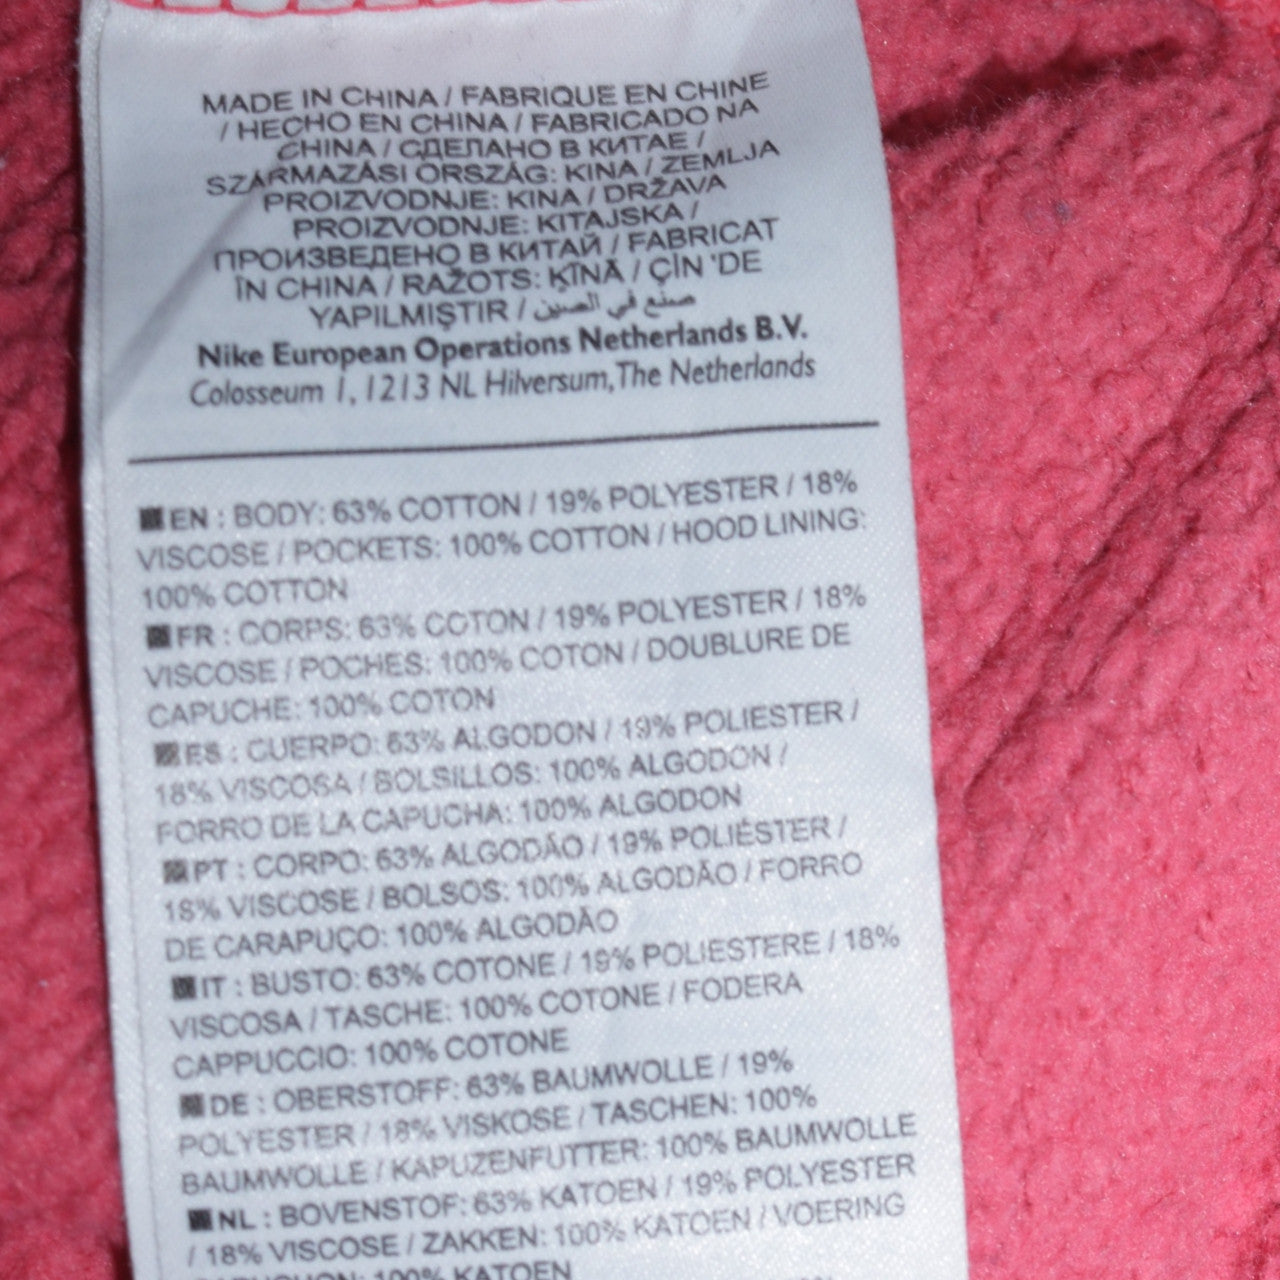 MADE IN CHINA / FABRIQUE EN CHINE
/ HECHO EN CHINA / FABRICADO NA
CHINA / СДЕЛАНО В КИТАЕ /
SZÁRMAZÁSI ORSZÁG: KINA / ZEMLJA
PROIZVODNJE: KINA / DRŽAVA
PROIZVODNJE: KITAJSKA /
ПРОИЗВЕДЕНО В КИТАЙ / FABRICAT
ÎN CHINA / RAŽOTS: ĶĪNĀ / ÇİN 'DE
YAPILMIŞTIR / صنع في الصين
Nike European Operations Netherlands B.V.
Colosseum 1, 1213 NL Hilversum, The Netherlands
EN : BODY: 63% COTTON / 19% POLYESTER / 18%
VISCOSE / POCKETS: 100% COTTON / HOOD LINING:
100% COTTON
FR : CORPS: 63% COTON / 19% POLYESTER / 18%
VISCOSE / POCHES: 100% COTON / DOUBLURE DE
CAPUCHE: 100% COTON
ES : CUERPO: 63% ALGODON / 19% POLIESTER /
18% VISCOSA / BOLSILLOS: 100% ALGODON /
FORRO DE LA CAPUCHA: 100% ALGODON
PT : CORPO: 63% ALGODÃO / 19% POLIÉSTER /
18% VISCOSE / BOLSOS: 100% ALGODÃO / FORRO
DE CARAPUÇO: 100% ALGODÃO
IT : BUSTO: 63% COTONE / 19% POLIESTERE / 18%
VISCOSA / TASCHE: 100% COTONE / FODERA
CAPPUCCIO: 100% COTONE
DE : OBERSTOFF: 63% BAUMWOLLE / 19%
POLYESTER / 18% VISKOSE / TASCHEN: 100%
BAUMWOLLE / KAPUZENFUTTER: 100% BAUMWOLLE
NL : BOVENSTOF: 63% KATOEN / 19% POLYESTER
/ 18% VISCOSE / ZAKKEN: 100% KATOEN / VOERING
CAPUCHON: 100% KATOEN